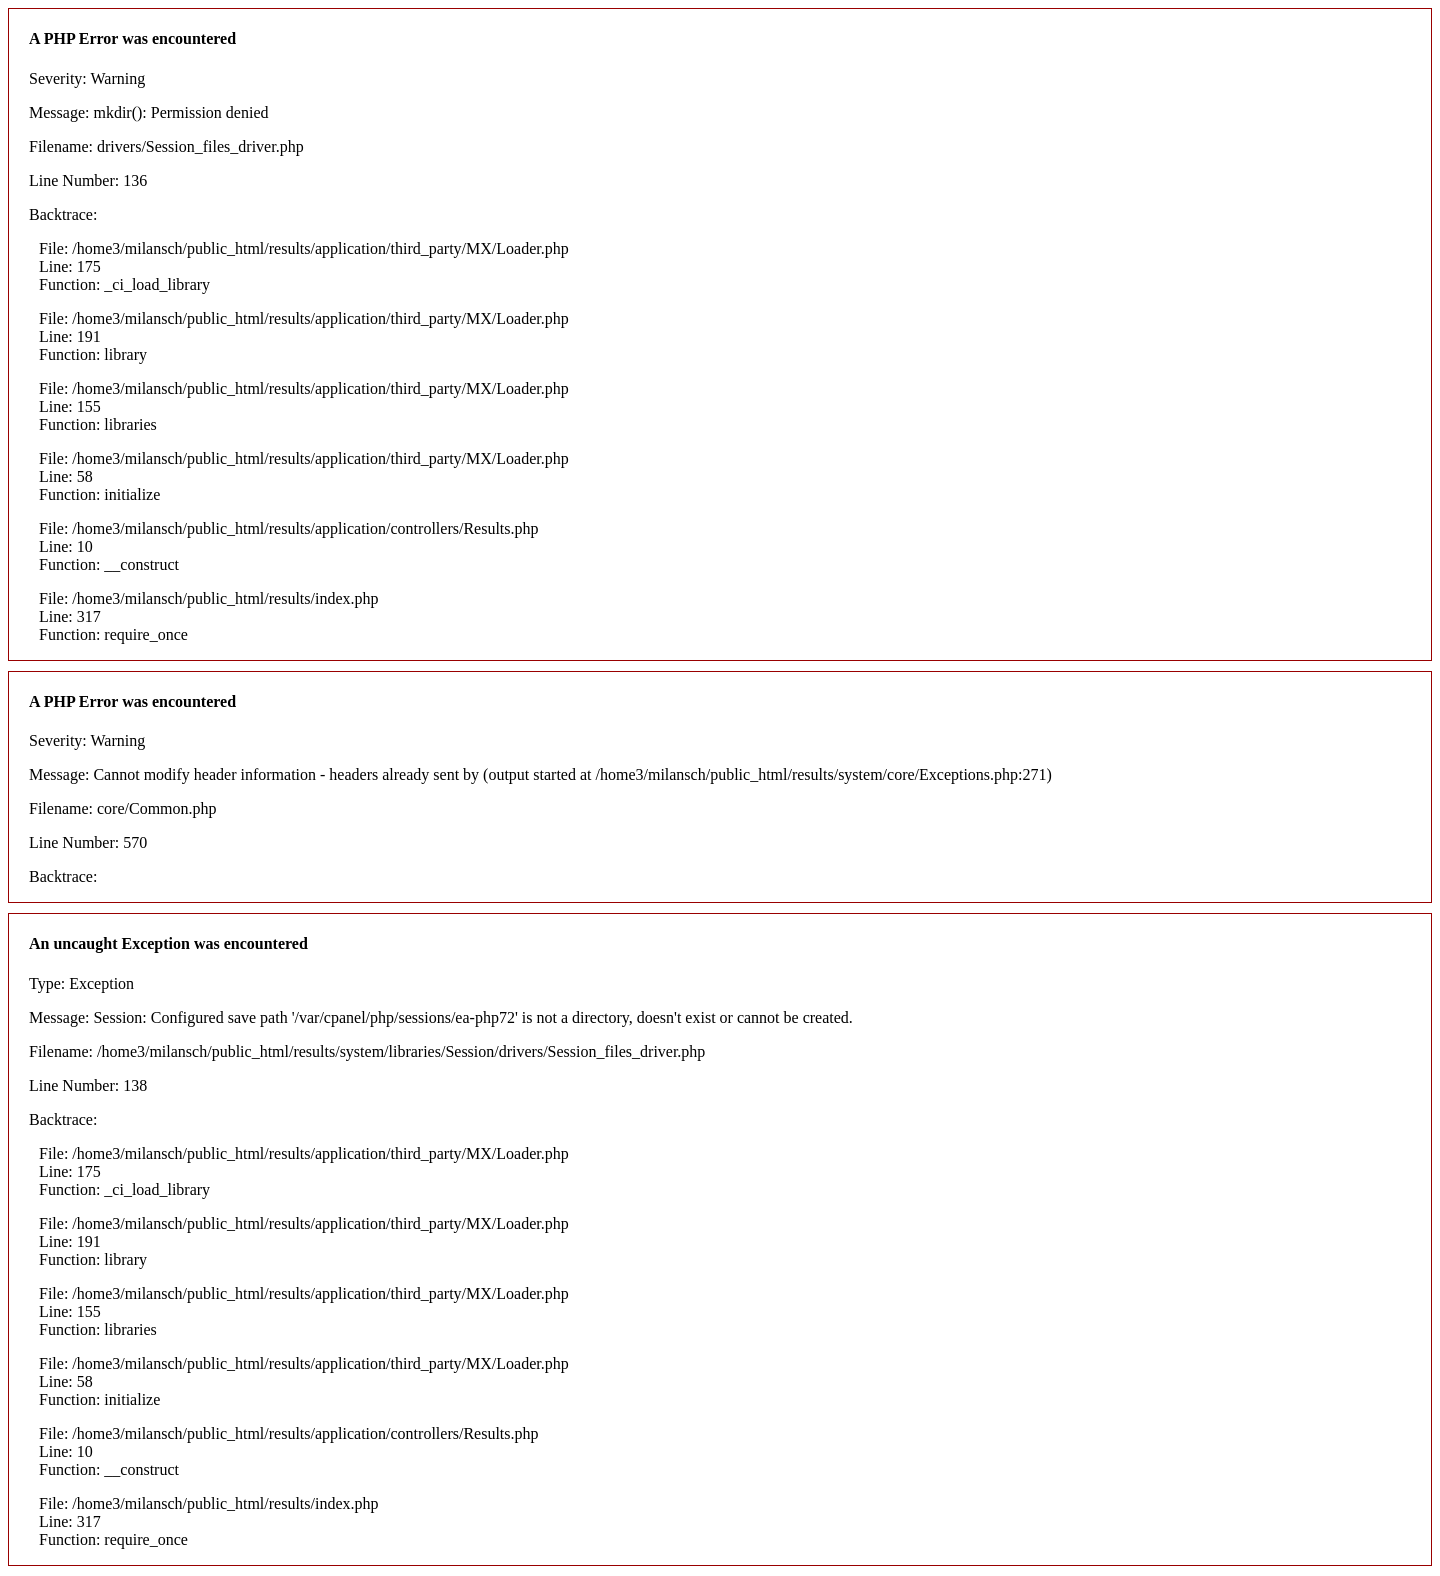 A PHP Error was encountered
Severity: Warning
Message: mkdir(): Permission denied
Filename: drivers/Session_files_driver.php
Line Number: 136
Backtrace:
File: /home3/milansch/public_html/results/application/third_party/MX/Loader.php
Line: 175
Function: _ci_load_library
File: /home3/milansch/public_html/results/application/third_party/MX/Loader.php
Line: 191
Function: library
File: /home3/milansch/public_html/results/application/third_party/MX/Loader.php
Line: 155
Function: libraries
File: /home3/milansch/public_html/results/application/third_party/MX/Loader.php
Line: 58
Function: initialize
File: /home3/milansch/public_html/results/application/controllers/Results.php
Line: 10
Function: __construct
File: /home3/milansch/public_html/results/index.php
Line: 317
Function: require_once
A PHP Error was encountered
Severity: Warning
Message: Cannot modify header information - headers already sent by (output started at /home3/milansch/public_html/results/system/core/Exceptions.php:271)
Filename: core/Common.php
Line Number: 570
Backtrace:
An uncaught Exception was encountered
Type: Exception
Message: Session: Configured save path '/var/cpanel/php/sessions/ea-php72' is not a directory, doesn't exist or cannot be created.
Filename: /home3/milansch/public_html/results/system/libraries/Session/drivers/Session_files_driver.php
Line Number: 138
Backtrace:
File: /home3/milansch/public_html/results/application/third_party/MX/Loader.php
Line: 175
Function: _ci_load_library
File: /home3/milansch/public_html/results/application/third_party/MX/Loader.php
Line: 191
Function: library
File: /home3/milansch/public_html/results/application/third_party/MX/Loader.php
Line: 155
Function: libraries
File: /home3/milansch/public_html/results/application/third_party/MX/Loader.php
Line: 58
Function: initialize
File: /home3/milansch/public_html/results/application/controllers/Results.php
Line: 10
Function: __construct
File: /home3/milansch/public_html/results/index.php
Line: 317
Function: require_once